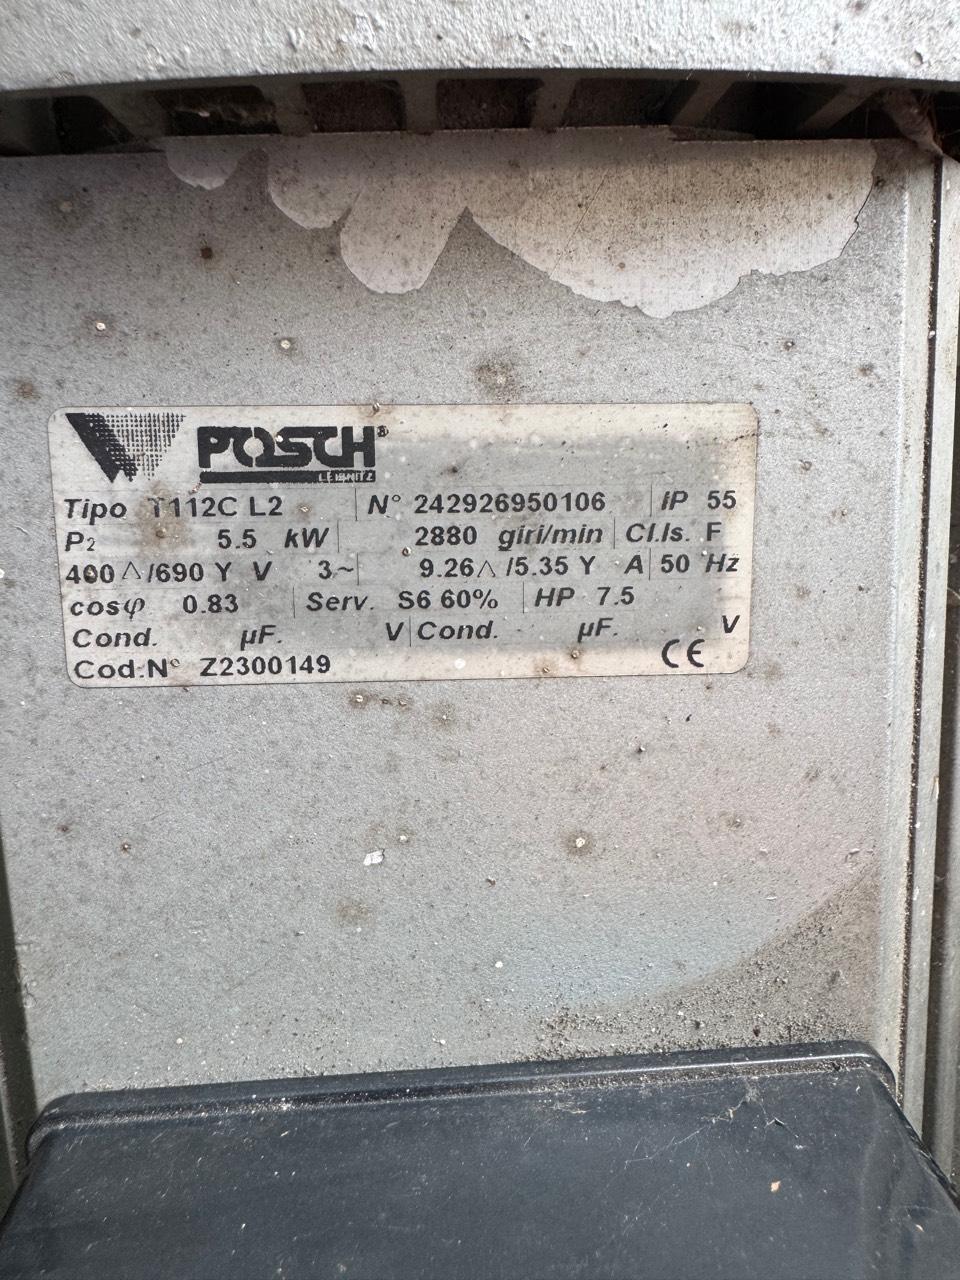 POSCH®
LEIBNITZ
Tipo T112C L2 N° 242926950106 IP 55
P2 5.5 kW 2880 giri/min Cl.Is. F
400 △/690 Y V 3~ 9.26△ /5.35 Y A 50 Hz
cosφ 0.83 Serv. S6 60% HP 7.5
Cond. µF. V Cond. µF. V
Cod.N° Z2300149 CE